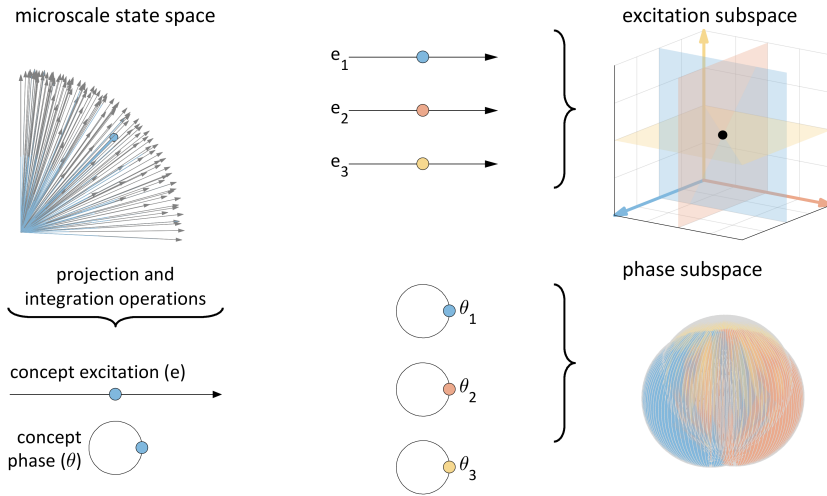 microscale state space
projection and
integration operations
concept excitation (e)
concept
phase (θ)
e1
e2
e3
θ1
θ2
θ3
excitation subspace
phase subspace